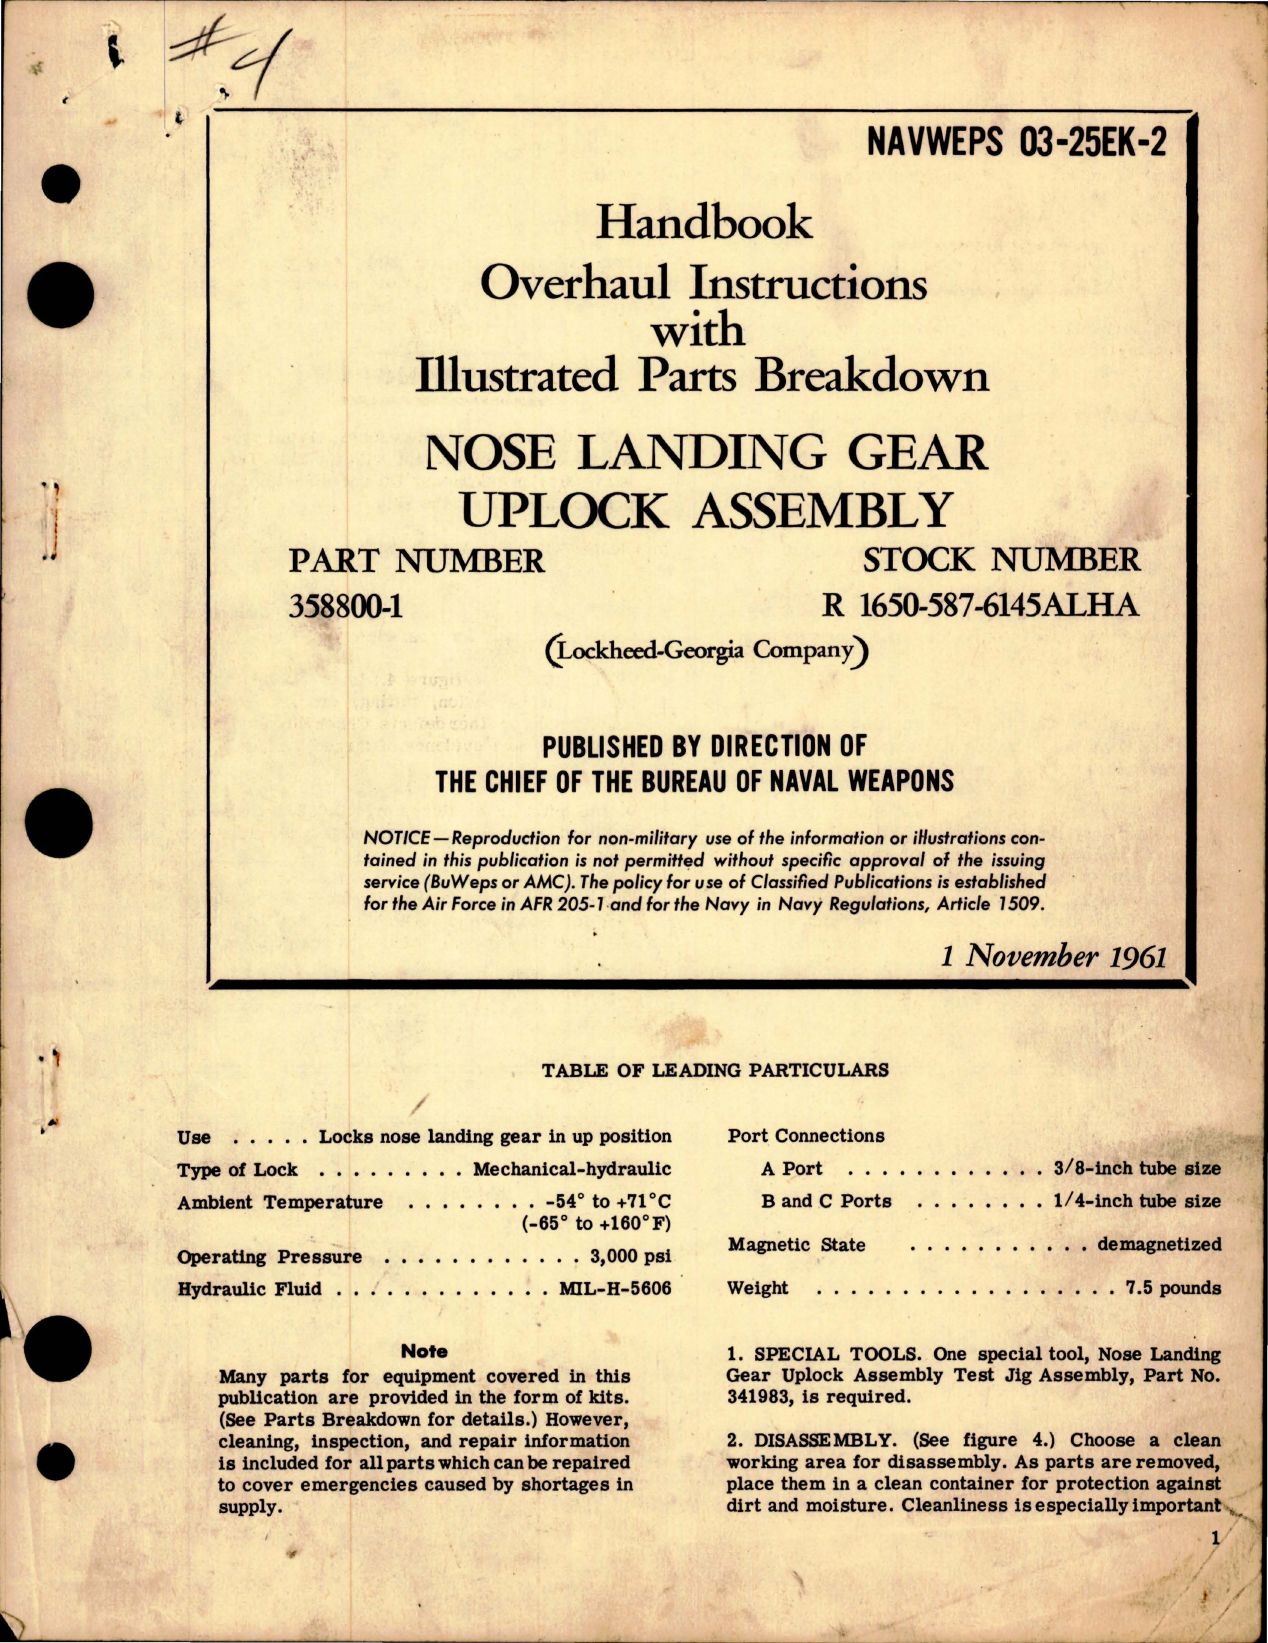 #4
NAVWEPS 03-25EK-2
Handbook
Overhaul Instructions
with
Illustrated Parts Breakdown
NOSE LANDING GEAR
UPLOCK ASSEMBLY
PART NUMBER STOCK NUMBER
358800-1 R 1650-587-6145ALHA
(Lockheed-Georgia Company)
PUBLISHED BY DIRECTION OF
THE CHIEF OF THE BUREAU OF NAVAL WEAPONS
NOTICE—Reproduction for non-military use of the information or illustrations con-
tained in this publication is not permitted without specific approval of the issuing
service (BuWeps or AMC). The policy for use of Classified Publications is established
for the Air Force in AFR 205-1 and for the Navy in Navy Regulations, Article 1509.
1 November 1961
TABLE OF LEADING PARTICULARS
Use . . . . . Locks nose landing gear in up position
Type of Lock . . . . . . . . . Mechanical-hydraulic
Ambient Temperature . . . . . . . . -54° to +71°C
(-65° to +160°F)
Operating Pressure . . . . . . . . . . . . 3,000 psi
Hydraulic Fluid . . . . . . . . . . . . . MIL-H-5606
Note
Many parts for equipment covered in this
publication are provided in the form of kits.
(See Parts Breakdown for details.) However,
cleaning, inspection, and repair information
is included for all parts which can be repaired
to cover emergencies caused by shortages in
supply.
Port Connections
A Port . . . . . . . . . . . . 3/8-inch tube size
B and C Ports . . . . . . . . 1/4-inch tube size
Magnetic State . . . . . . . . . . . demagnetized
Weight . . . . . . . . . . . . . . . . . . 7.5 pounds
1. SPECIAL TOOLS. One special tool, Nose Landing
Gear Uplock Assembly Test Jig Assembly, Part No.
341983, is required.
2. DISASSEMBLY. (See figure 4.) Choose a clean
working area for disassembly. As parts are removed,
place them in a clean container for protection against
dirt and moisture. Cleanliness is especially important
1